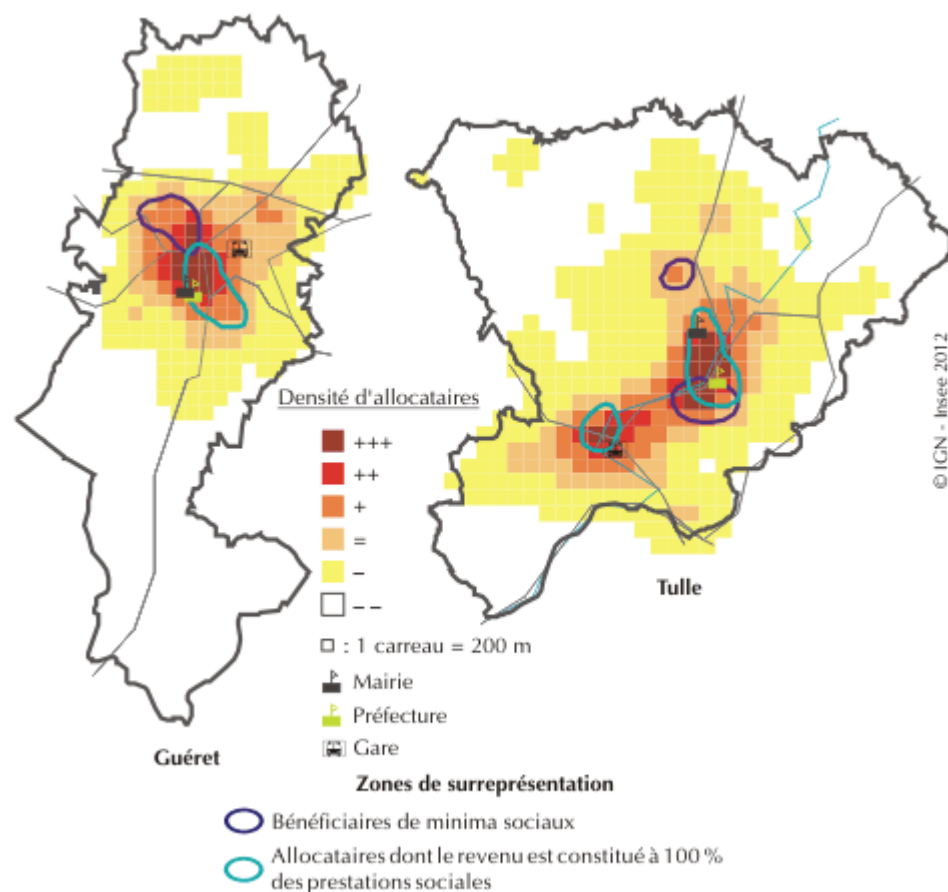 Densité d'allocataires
+++
++
+
=
–
– –
: 1 carreau = 200 m
Mairie
Préfecture
Gare
Guéret
Tulle
© IGN - Insee 2012
Zones de surreprésentation
Bénéficiaires de minima sociaux
Allocataires dont le revenu est constitué à 100 %
des prestations sociales